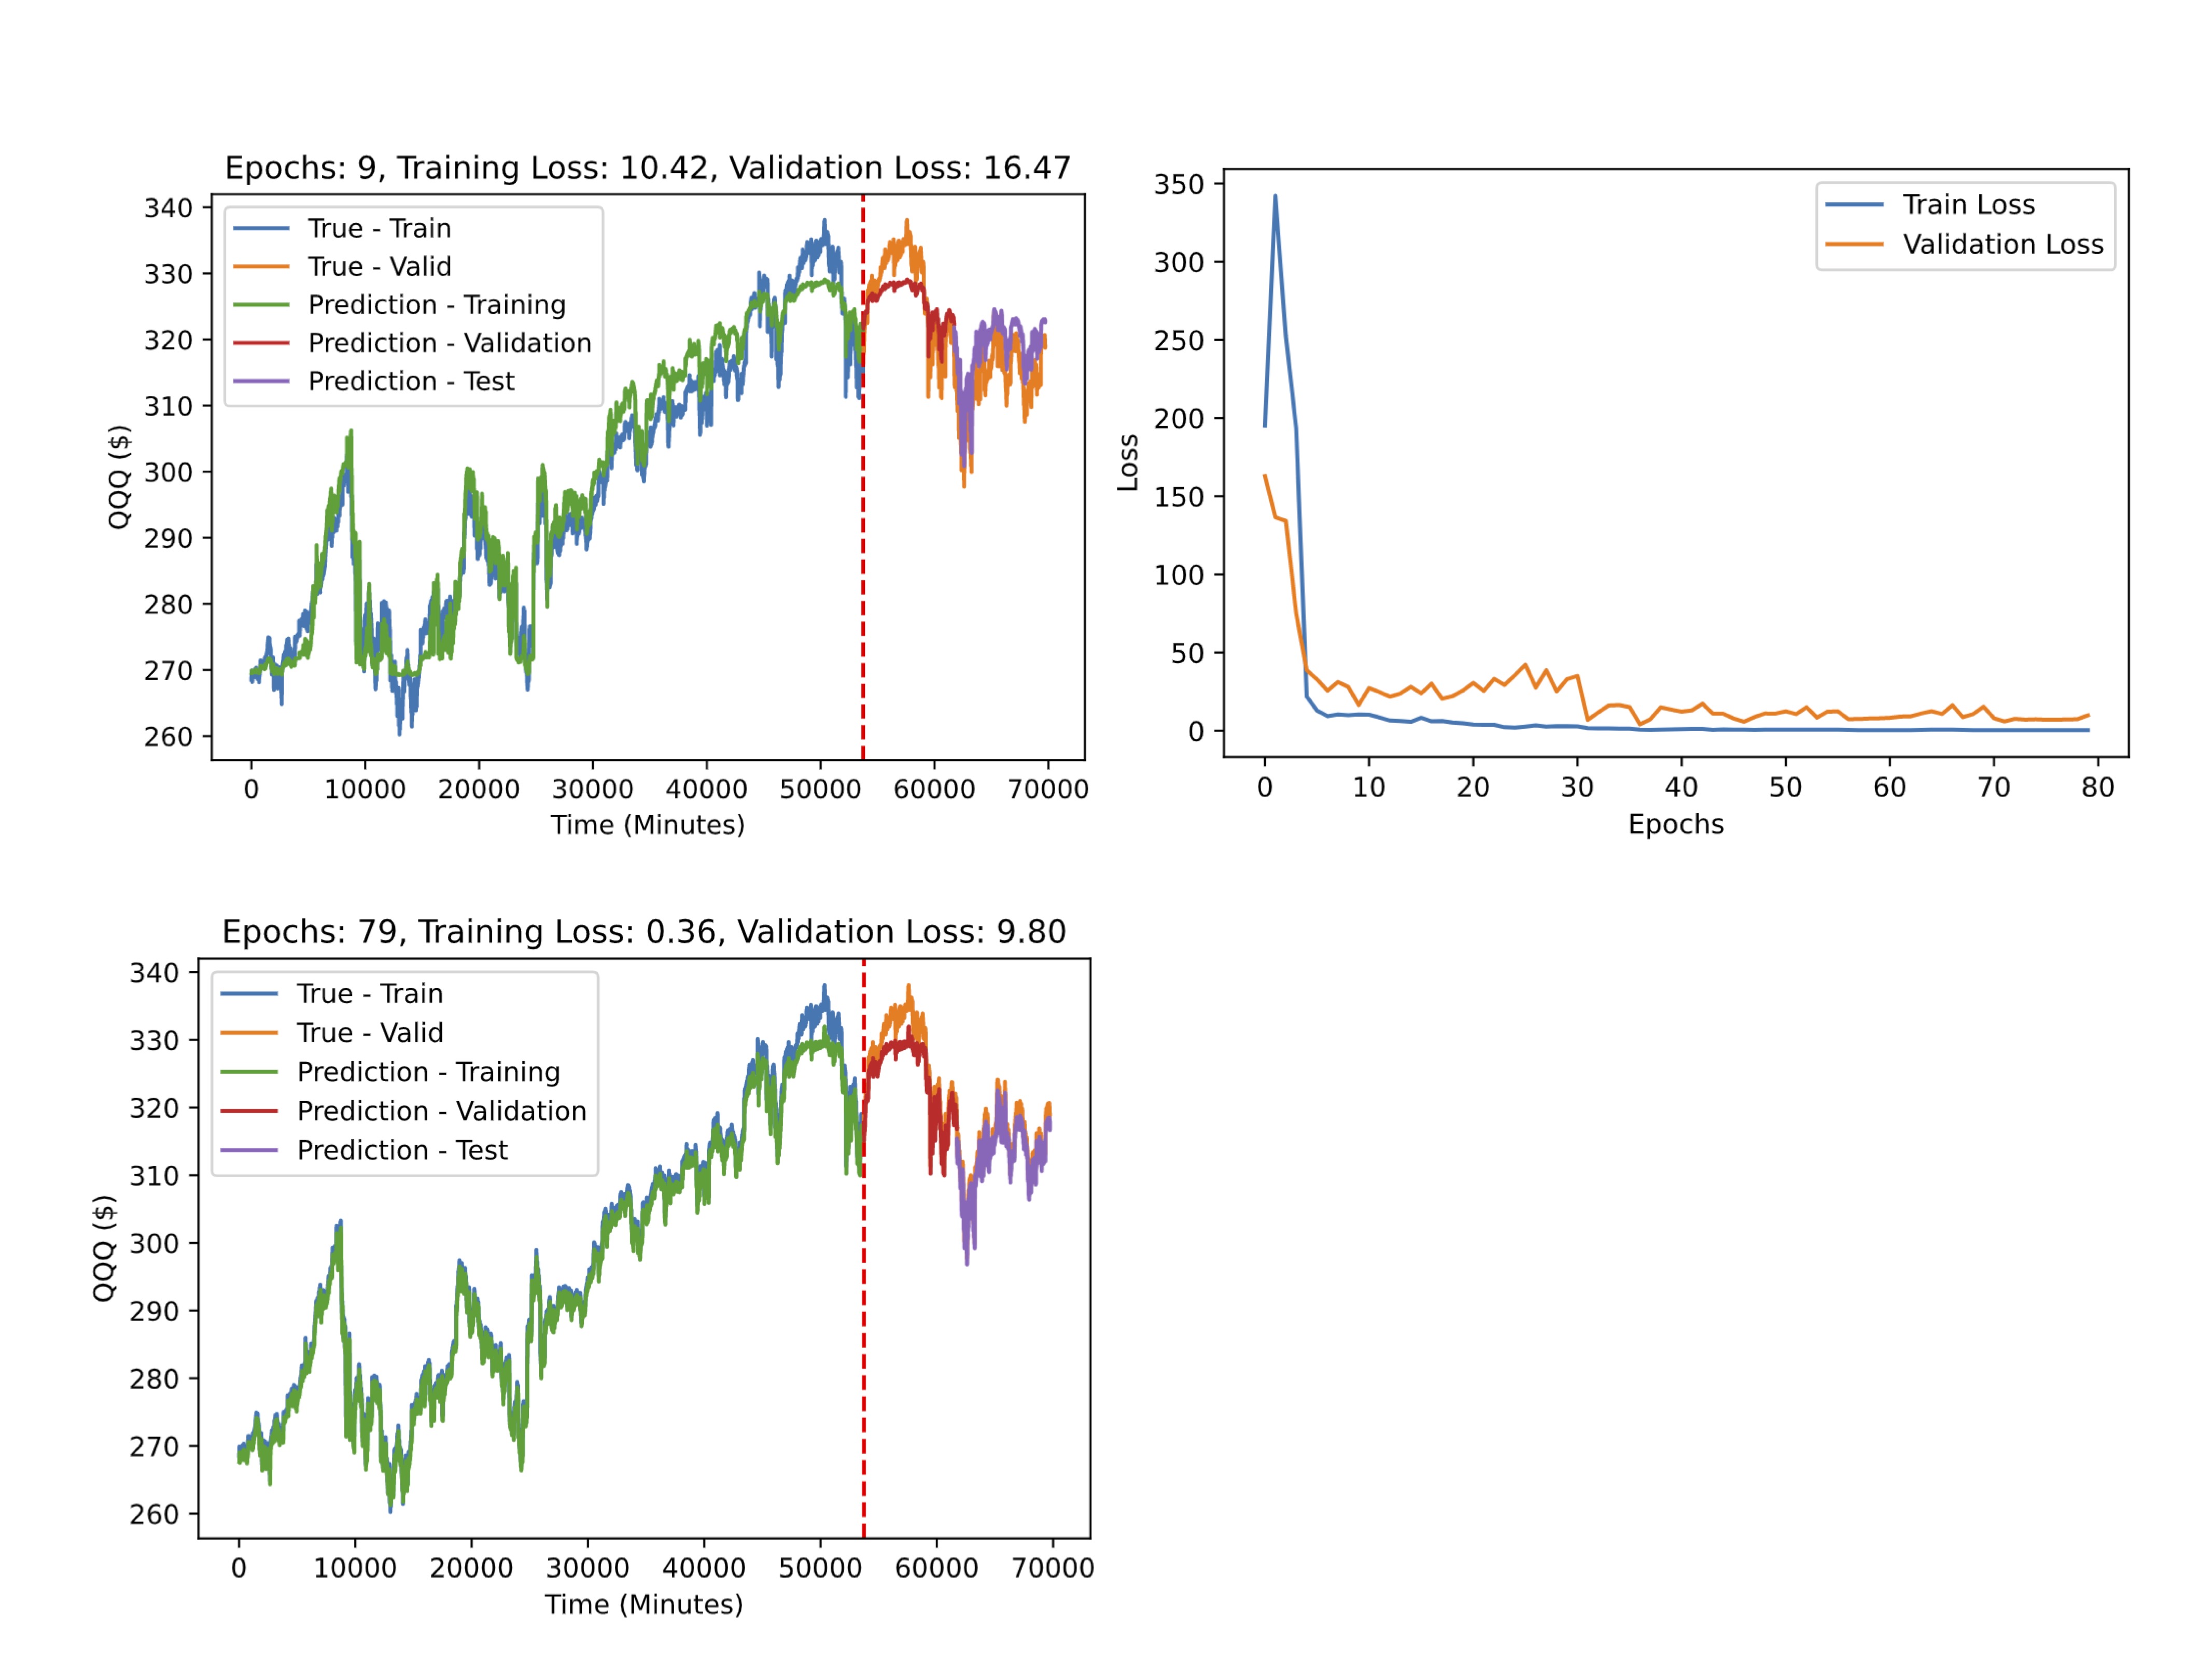 Epochs: 9, Training Loss: 10.42, Validation Loss: 16.47
True - Train
True - Valid
Prediction - Training
Prediction - Validation
Prediction - Test
340
330
320
310
300
290
280
270
260
QQQ ($)
0 10000 20000 30000 40000 50000 60000 70000
Time (Minutes)
Train Loss
Validation Loss
350
300
250
200
150
100
50
0
Loss
0 10 20 30 40 50 60 70 80
Epochs
Epochs: 79, Training Loss: 0.36, Validation Loss: 9.80
True - Train
True - Valid
Prediction - Training
Prediction - Validation
Prediction - Test
340
330
320
310
300
290
280
270
260
QQQ ($)
0 10000 20000 30000 40000 50000 60000 70000
Time (Minutes)